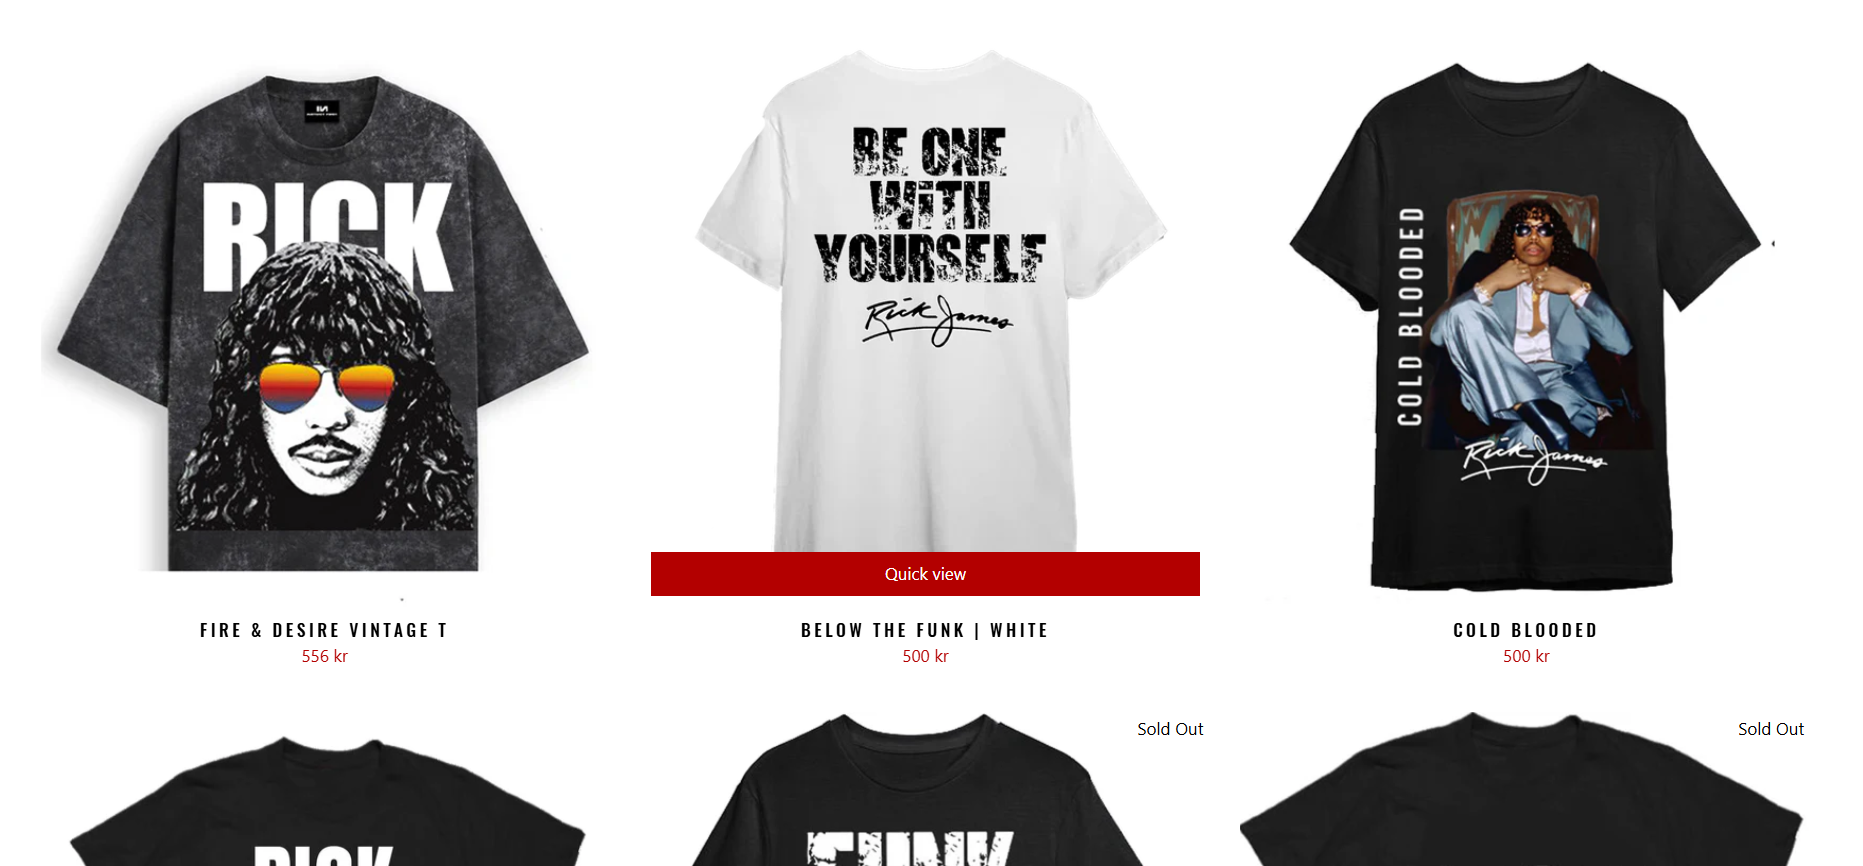 RICK
BE ONE
WiTH
YOURSELF
Rick James
COLD BLOODED
Rick James
Quick view
FIRE & DESIRE VINTAGE T
556 kr
BELOW THE FUNK | WHITE
500 kr
COLD BLOODED
500 kr
Sold Out
Sold Out
RICK
FUNK